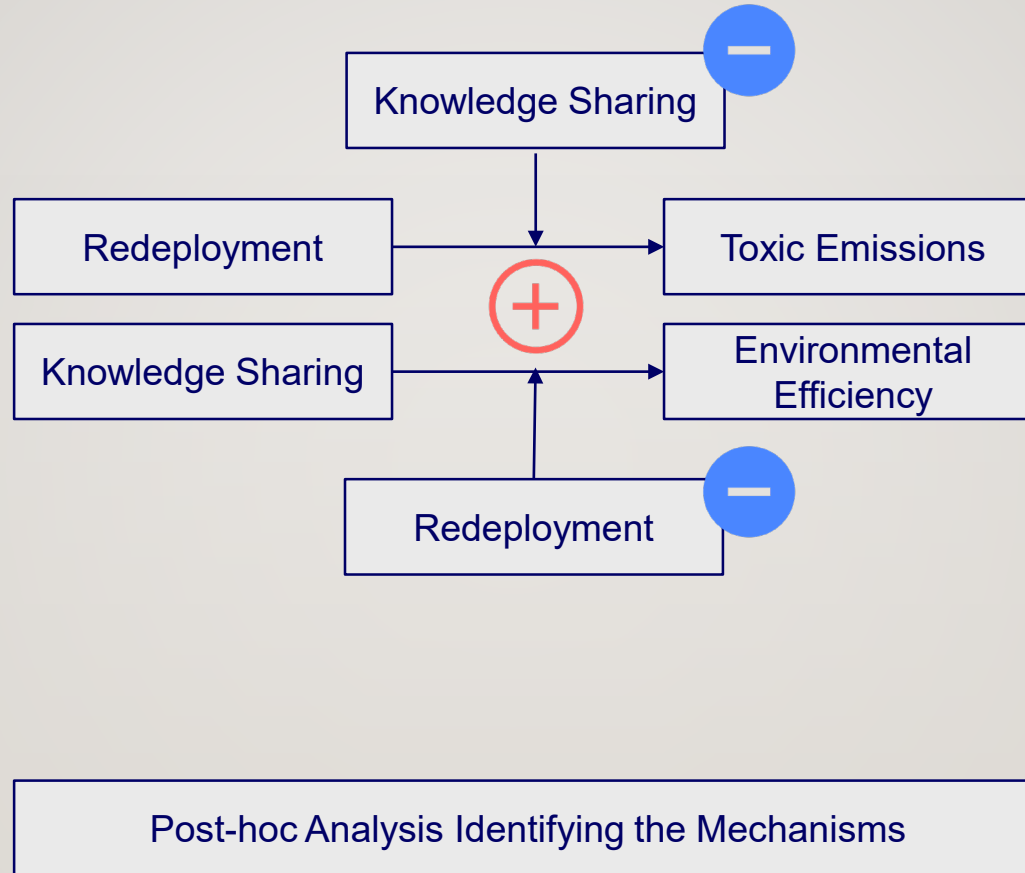 Knowledge Sharing
Redeployment
Toxic Emissions
Knowledge Sharing
Environmental
Efficiency
Redeployment
Post-hoc Analysis Identifying the Mechanisms